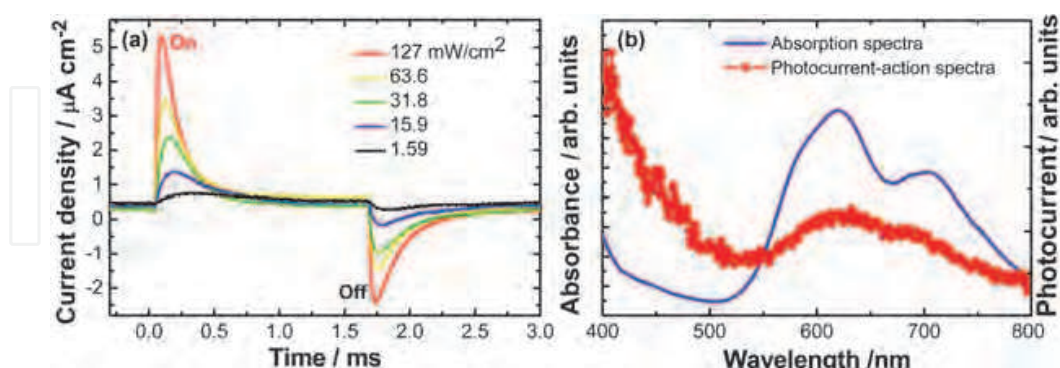 (a)
On
127 mW/cm²
63.6
31.8
15.9
1.59
Off
Current density / μA cm⁻²
5
4
3
2
1
0
-1
-2
0.0 0.5 1.0 1.5 2.0 2.5 3.0
Time / ms
(b)
Absorption spectra
Photocurrent-action spectra
Absorbance / arb. units
Photocurrent / arb. units
400 500 600 700 800
Wavelength /nm